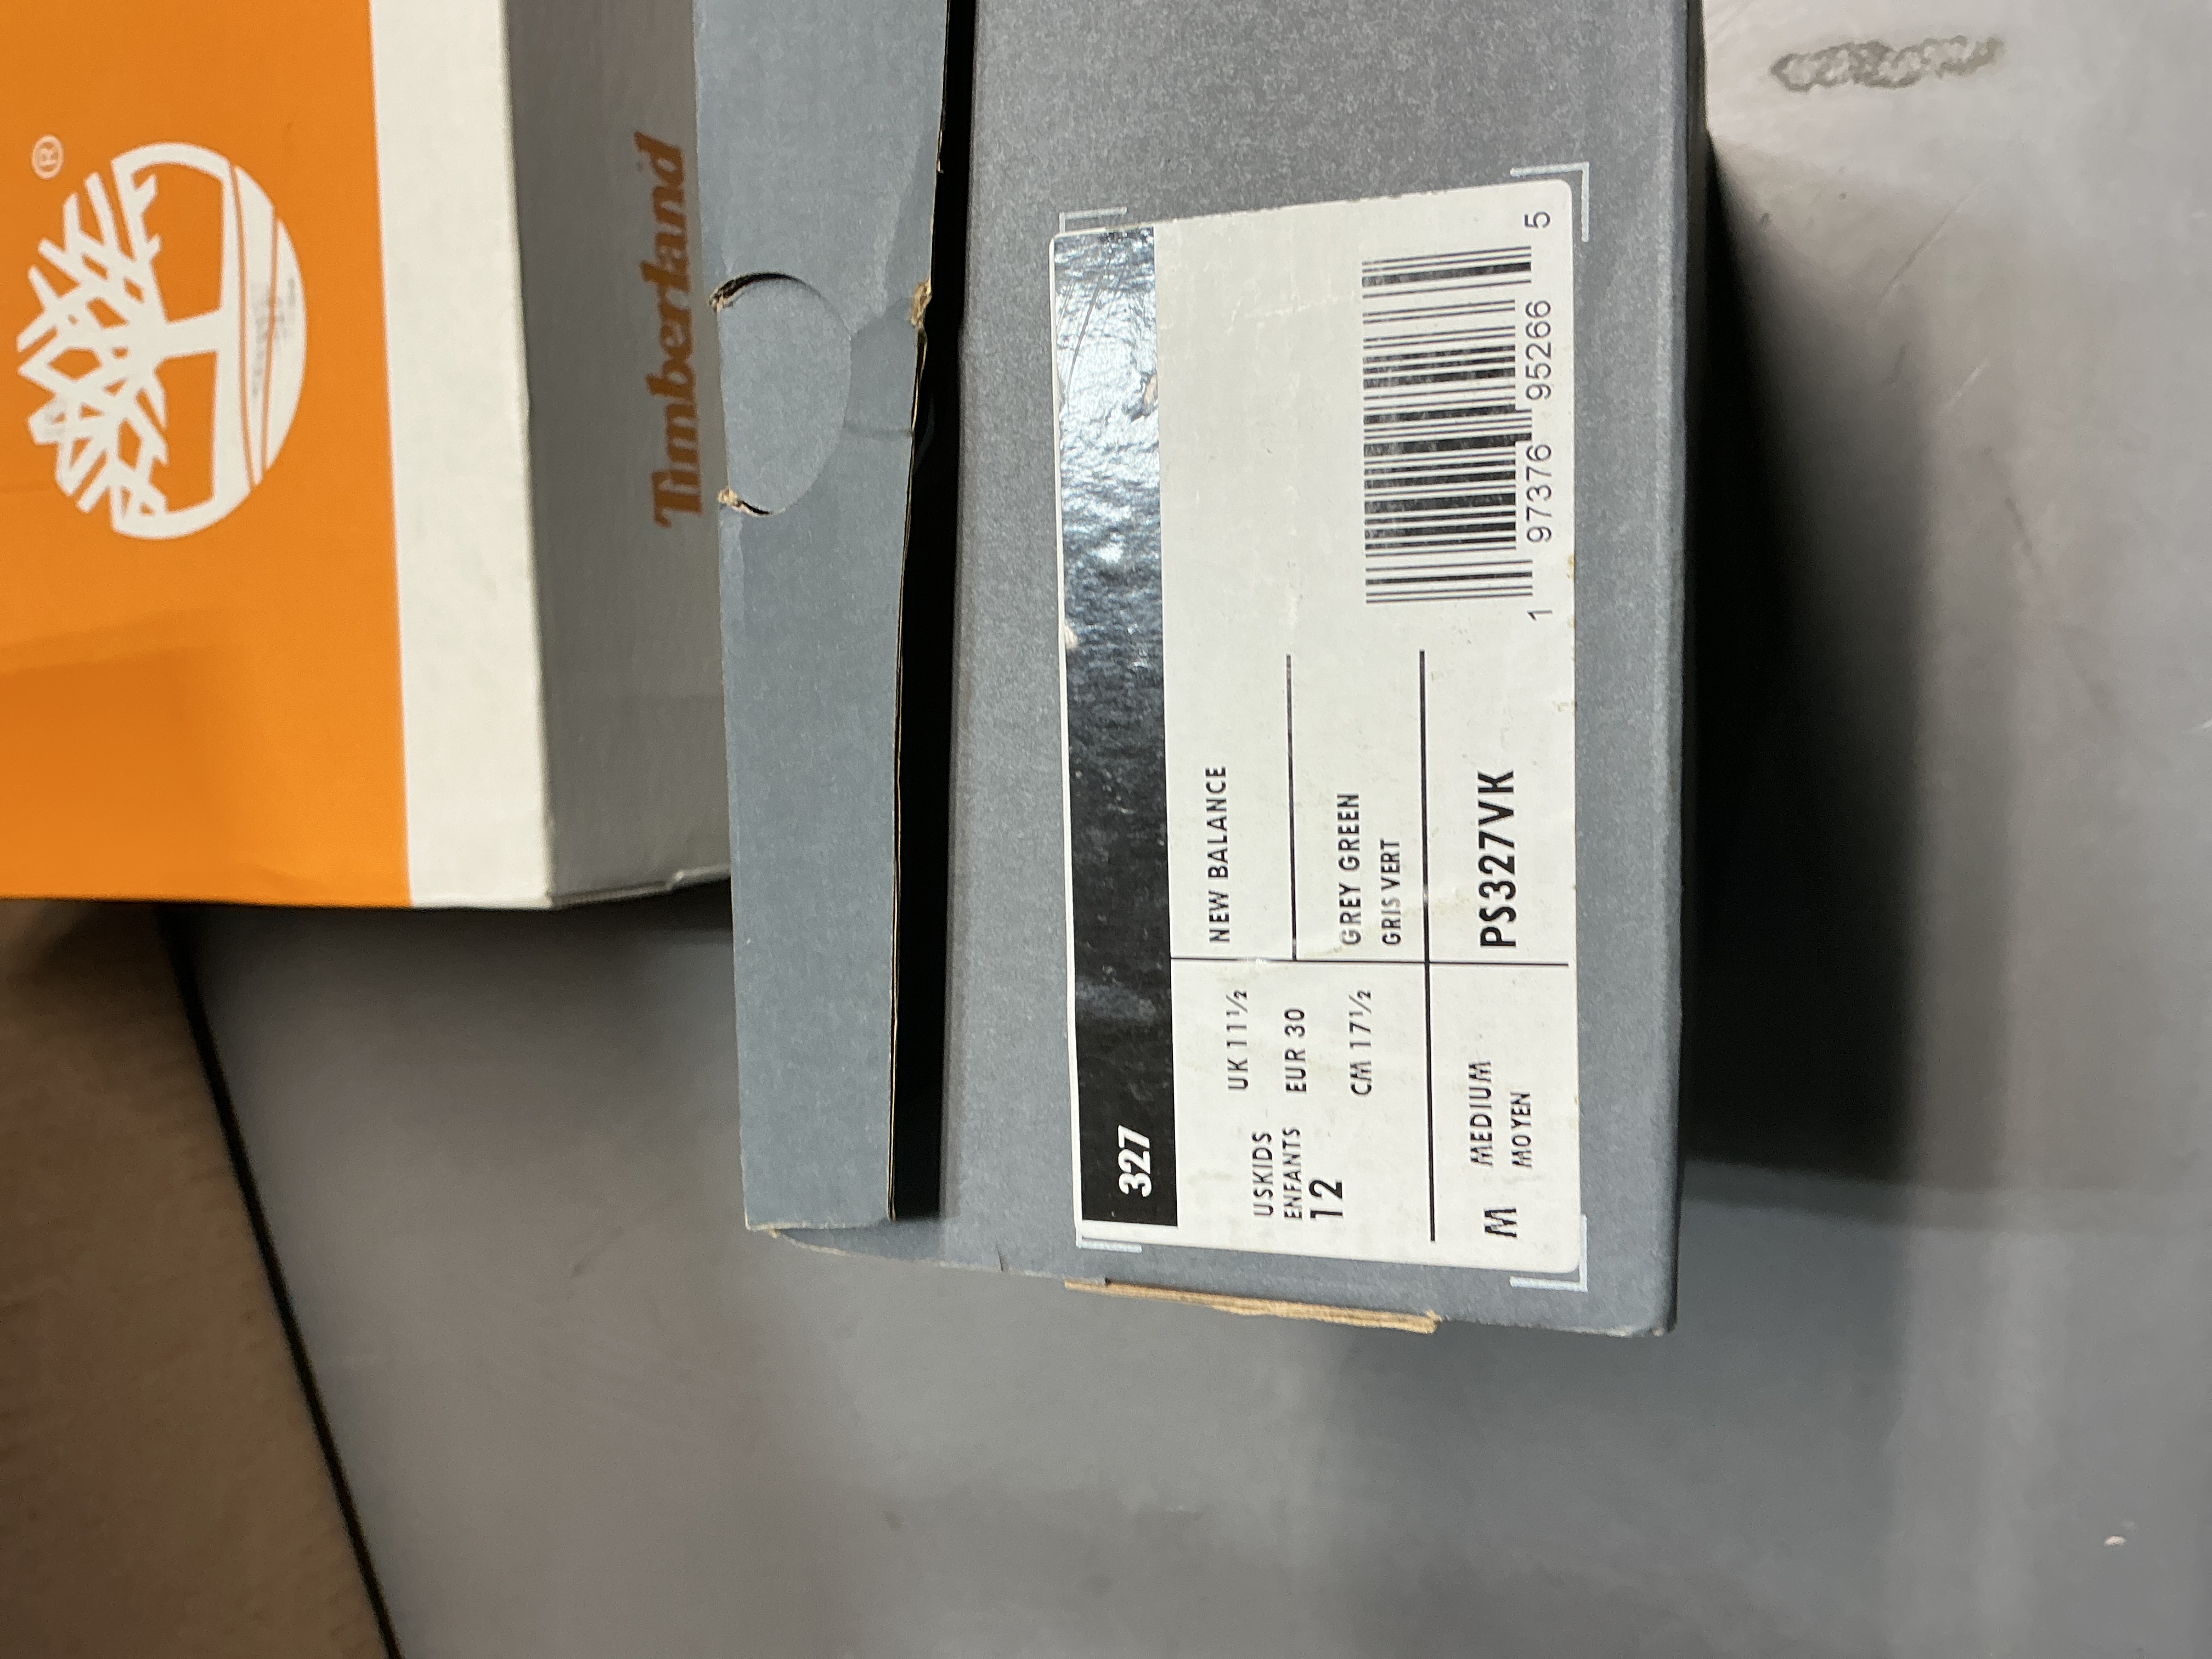 ®
Timberland
327
USKIDS
ENFANTS
12
UK 11½
EUR 30
CM 17½
NEW BALANCE
GREY GREEN
GRIS VERT
M
MEDIUM
MOYEN
PS327VK
1 97376 95266 5